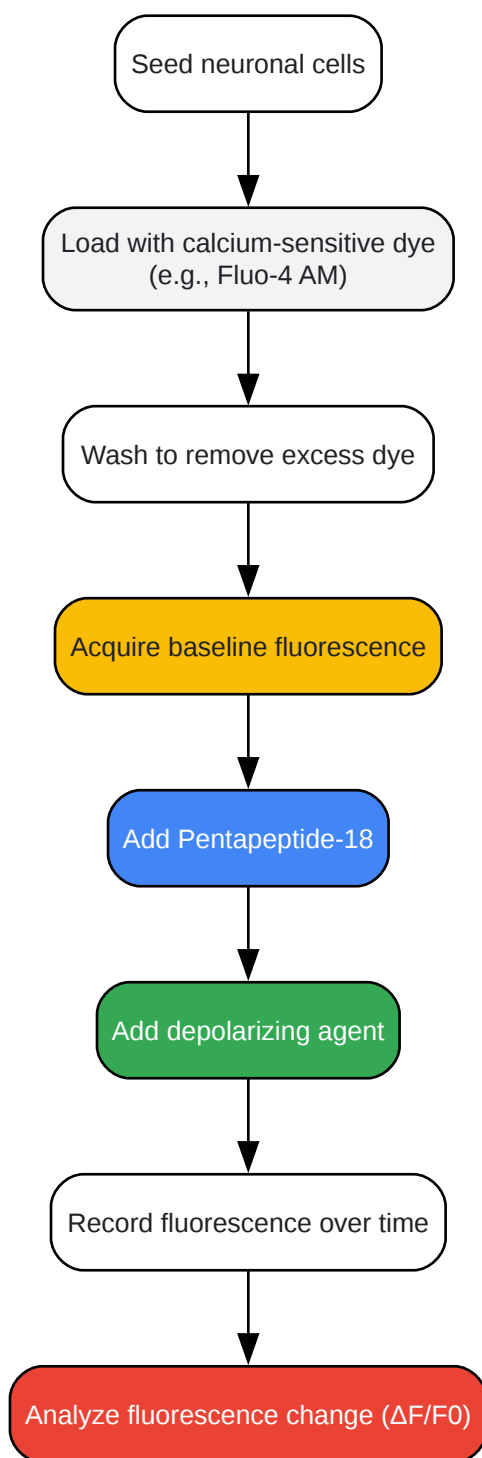 Seed neuronal cells
Load with calcium-sensitive dye
(e.g., Fluo-4 AM)
Wash to remove excess dye
Acquire baseline fluorescence
Add Pentapeptide-18
Add depolarizing agent
Record fluorescence over time
Analyze fluorescence change (ΔF/F0)